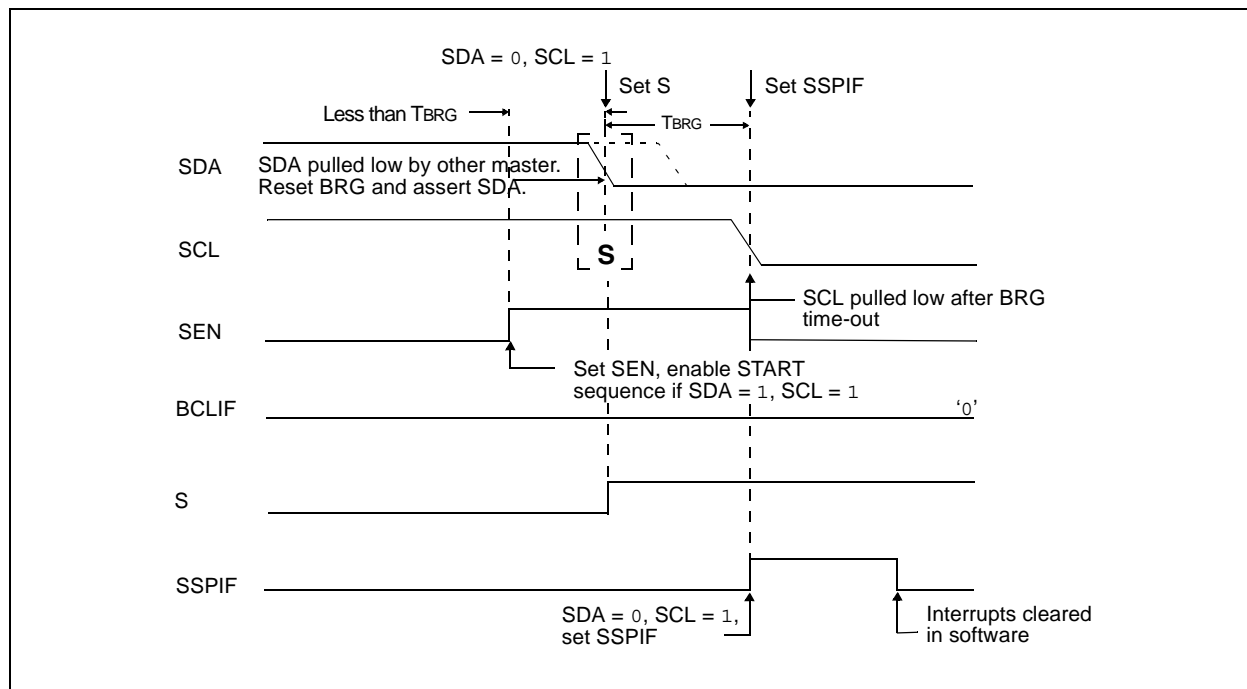 SDA = 0, SCL = 1
Set S
Set SSPIF
Less than TBRG
TBRG
SDA
SDA pulled low by other master.
Reset BRG and assert SDA.
SCL
S
SCL pulled low after BRG
time-out
SEN
Set SEN, enable START
sequence if SDA = 1, SCL = 1
BCLIF
‘0’
S
SSPIF
SDA = 0, SCL = 1,
set SSPIF
Interrupts cleared
in software